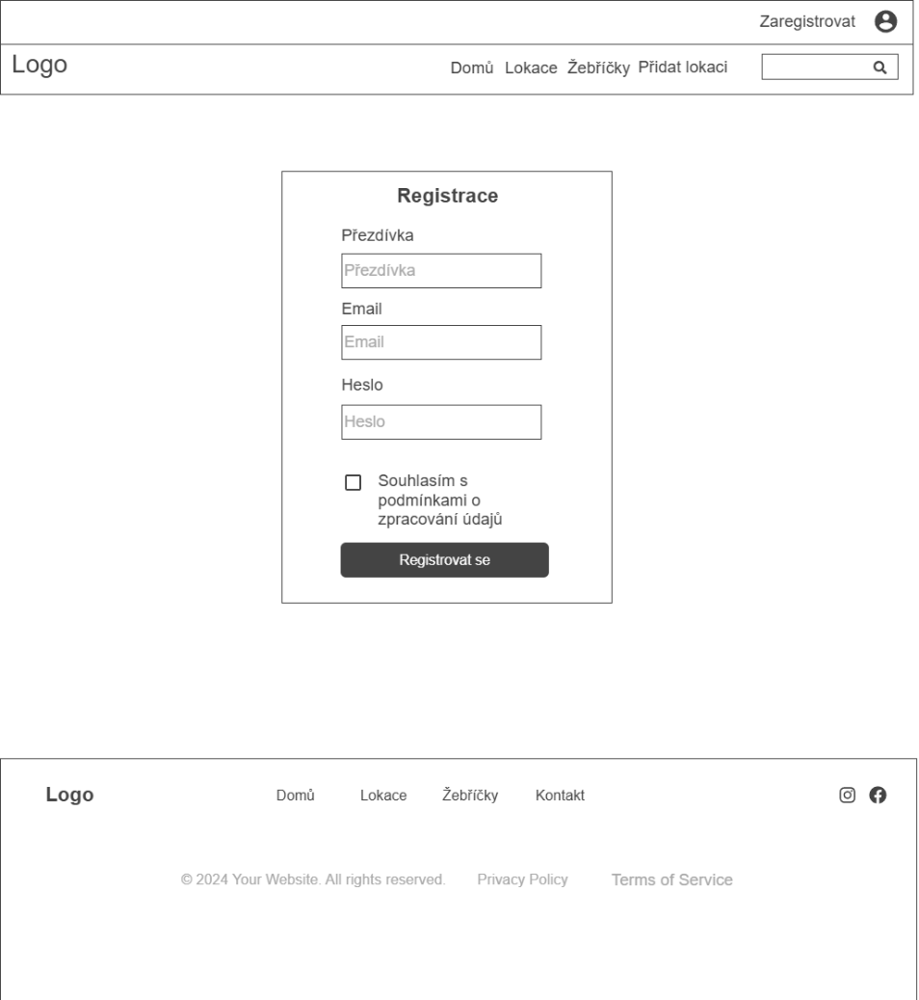 Zaregistrovat
Logo
Domů Lokace Žebříčky Přidat lokaci
Registrace
Přezdívka
Přezdívka
Email
Email
Heslo
Heslo
Souhlasím s
podmínkami o
zpracování údajů
Registrovat se
Logo
Domů Lokace Žebříčky Kontakt
© 2024 Your Website. All rights reserved. Privacy Policy Terms of Service